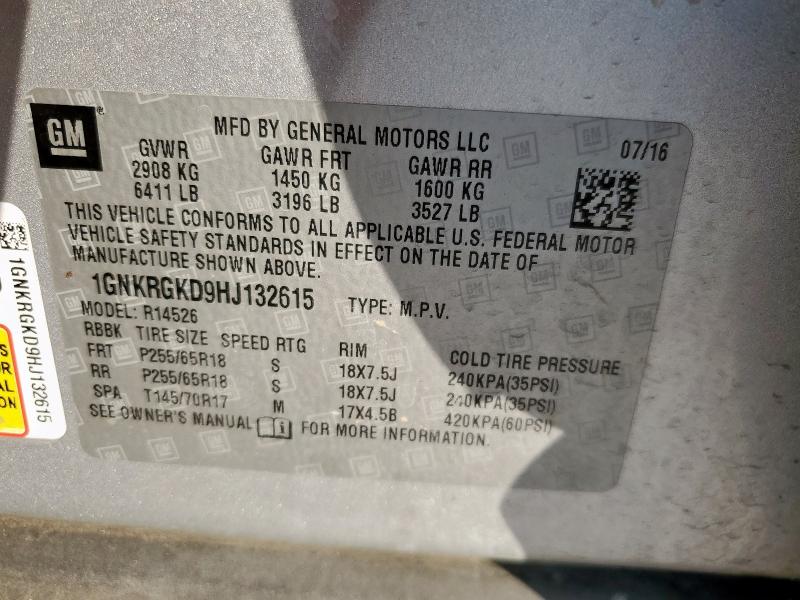 GM
MFD BY GENERAL MOTORS LLC
07/16
GVWR GAWR FRT GAWR RR
2908 KG 1450 KG 1600 KG
6411 LB 3196 LB 3527 LB
THIS VEHICLE CONFORMS TO ALL APPLICABLE U.S. FEDERAL MOTOR
VEHICLE SAFETY STANDARDS IN EFFECT ON THE DATE OF
MANUFACTURE SHOWN ABOVE.
1GNKRGKD9HJ132615 TYPE: M.P.V.
MODEL: R14526
RBBK TIRE SIZE SPEED RTG RIM COLD TIRE PRESSURE
FRT P255/65R18 S 18X7.5J 240KPA(35PSI)
RR P255/65R18 S 18X7.5J 240KPA(35PSI)
SPA T145/70R17 M 17X4.5B 420KPA(60PSI)
SEE OWNER'S MANUAL FOR MORE INFORMATION.
1GNKRGKD9HJ132615